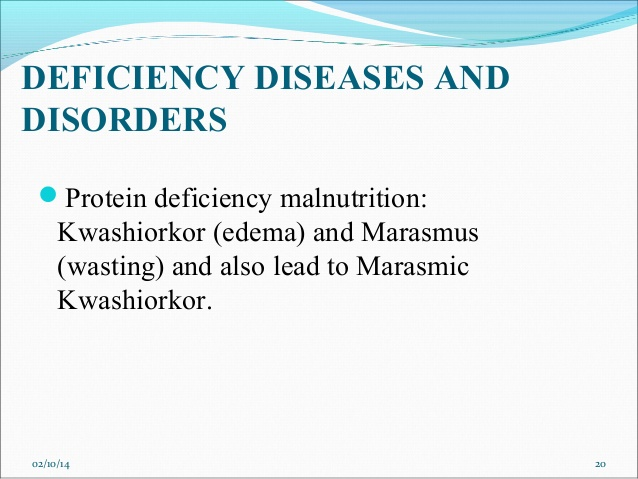 DEFICIENCY DISEASES AND
DISORDERS
Protein deficiency malnutrition:
Kwashiorkor (edema) and Marasmus
(wasting) and also lead to Marasmic
Kwashiorkor.
02/10/14 20